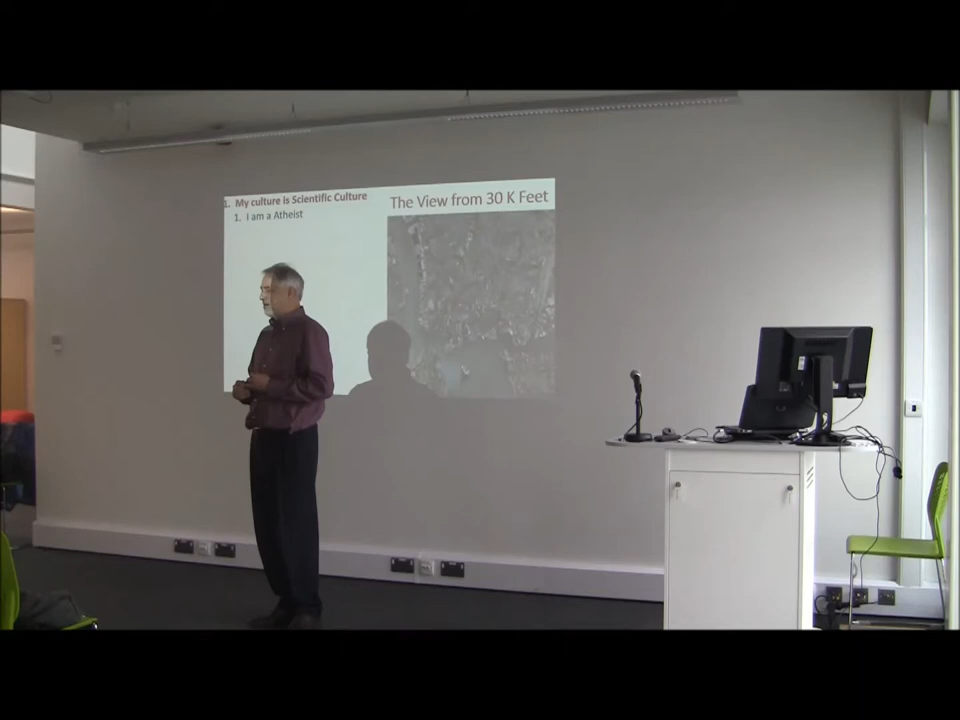 1. My culture is Scientific Culture
1. I am a Atheist
The View from 30 K Feet